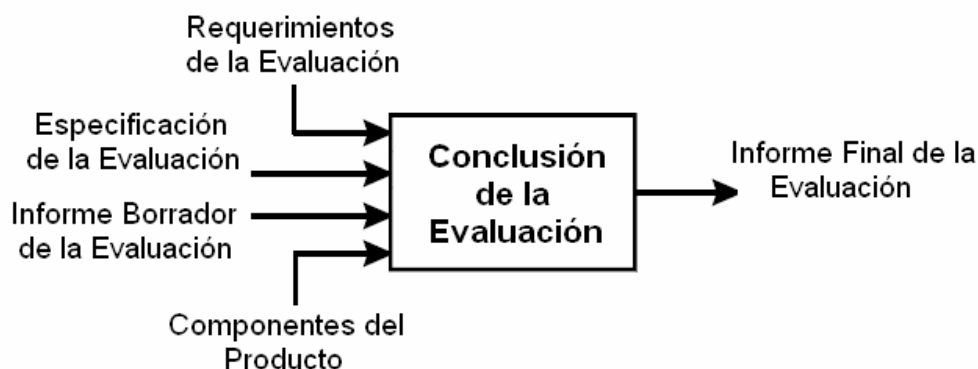 Requerimientos
de la Evaluación
Especificación
de la Evaluación
Informe Borrador
de la Evaluación
Componentes del
Producto
Conclusión
de la
Evaluación
Informe Final de la
Evaluación